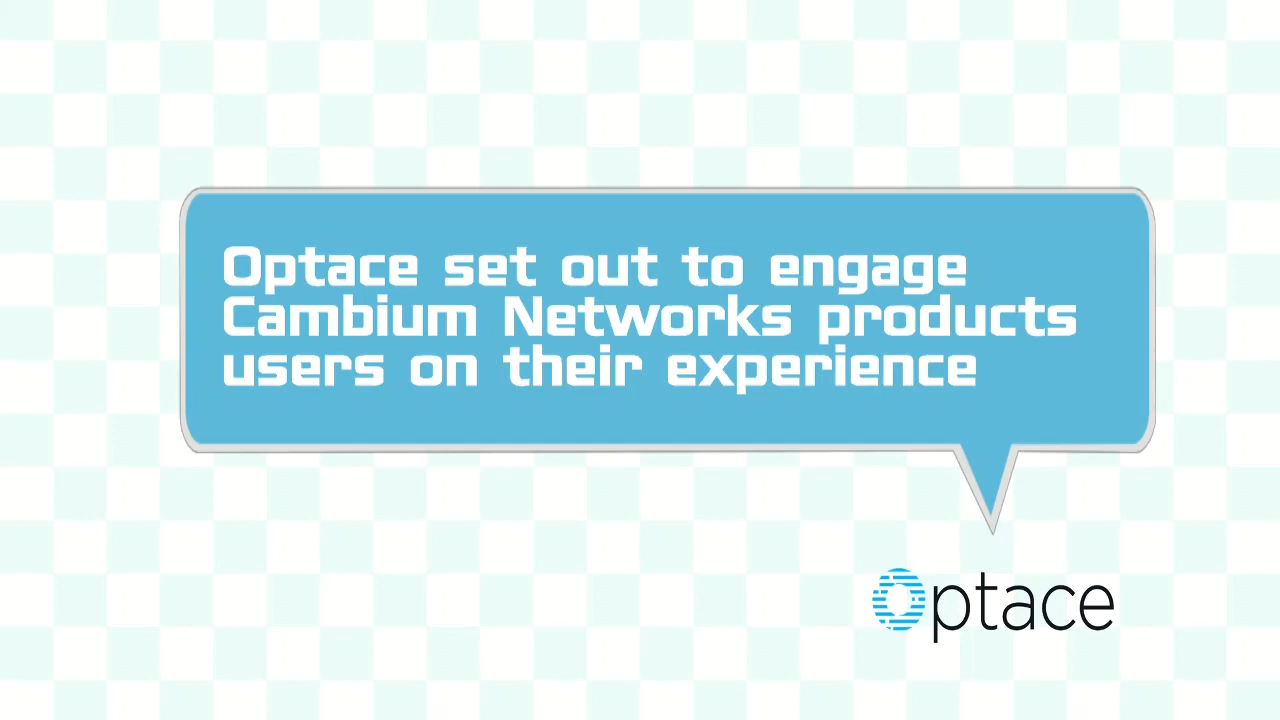 Optace set out to engage
Cambium Networks products
users on their experience
Optace